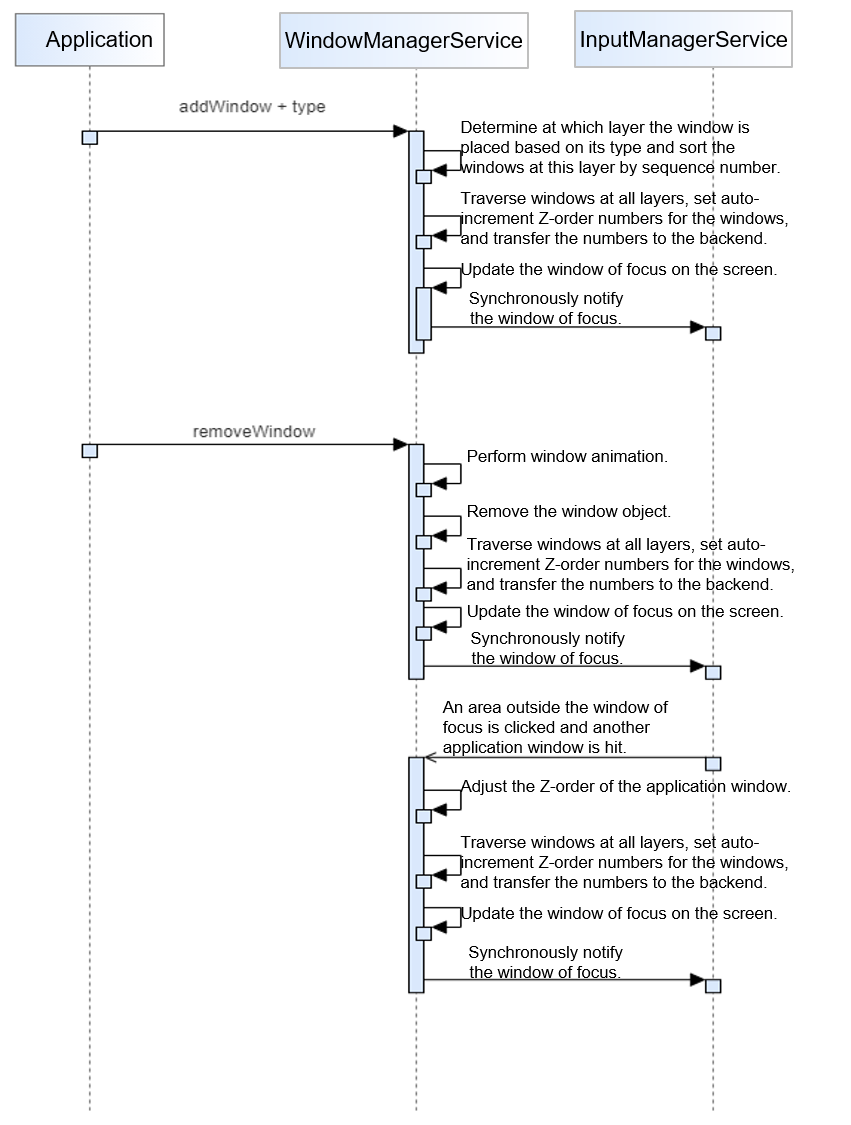 Application
WindowManagerService
InputManagerService
addWindow + type
Determine at which layer the window is
placed based on its type and sort the
windows at this layer by sequence number.
Traverse windows at all layers, set auto-
increment Z-order numbers for the windows,
and transfer the numbers to the backend.
Update the window of focus on the screen.
Synchronously notify
the window of focus.
removeWindow
Perform window animation.
Remove the window object.
Traverse windows at all layers, set auto-
increment Z-order numbers for the windows,
and transfer the numbers to the backend.
Update the window of focus on the screen.
Synchronously notify
the window of focus.
An area outside the window of
focus is clicked and another
application window is hit.
Adjust the Z-order of the application window.
Traverse windows at all layers, set auto-
increment Z-order numbers for the windows,
and transfer the numbers to the backend.
Update the window of focus on the screen.
Synchronously notify
the window of focus.